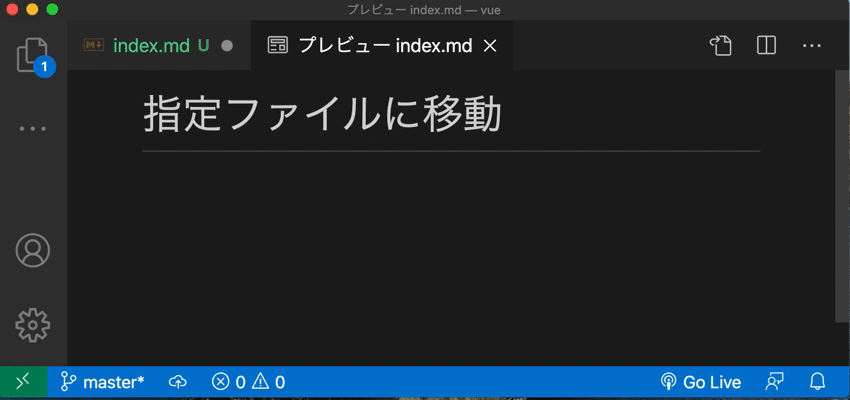 プレビュー index.md — vue
index.md U
プレビュー index.md
1
指定ファイルに移動
master* 0 0 Go Live